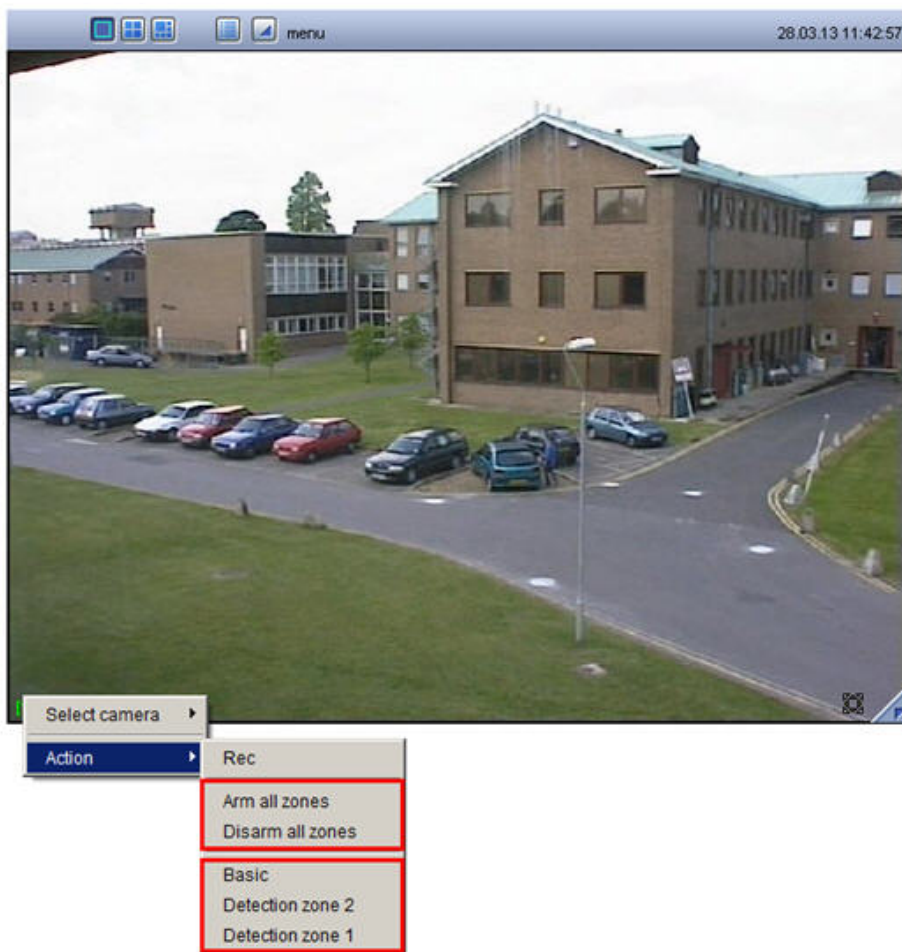 menu
28.03.13 11:42:57
Select camera
Action
Rec
Arm all zones
Disarm all zones
Basic
Detection zone 2
Detection zone 1